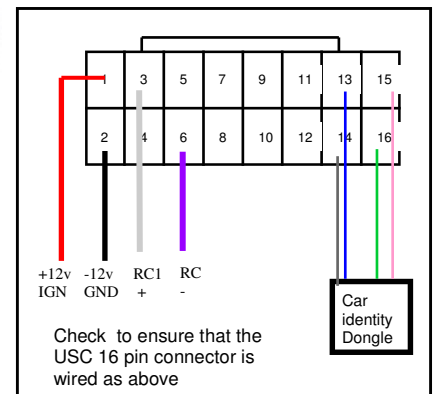 1 3 5 7 9 11 13 15
2 4 6 8 10 12 14 16
+12v -12v RC1 RC
IGN GND + -
Car
identity
Dongle
Check to ensure that the
USC 16 pin connector is
wired as above